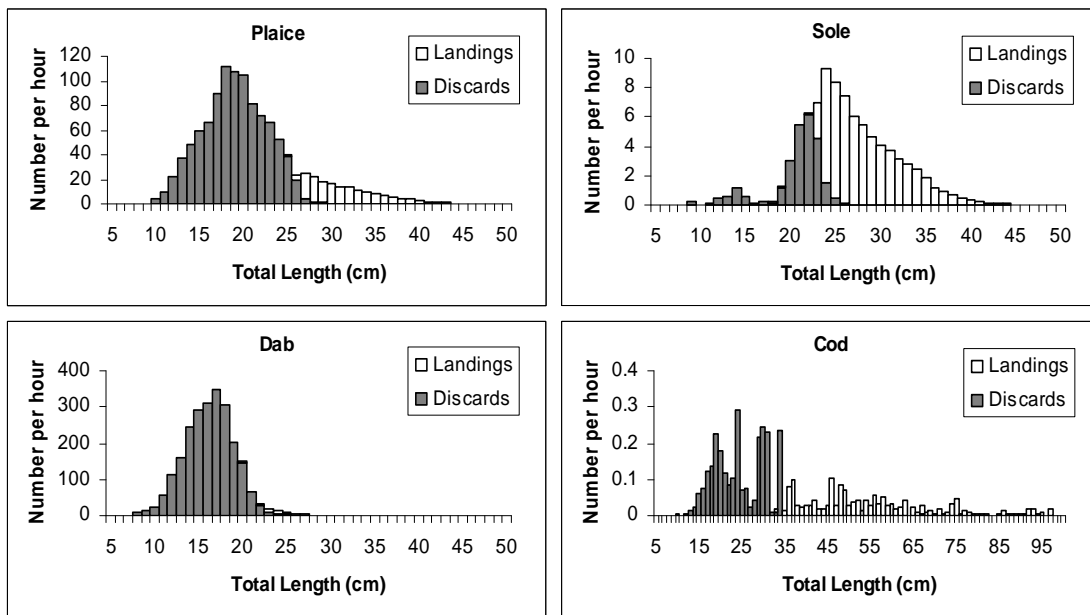 Plaice
Number per hour
120
100
80
60
40
20
0
Landings
Discards
5 10 15 20 25 30 35 40 45 50
Total Length (cm)
Sole
Number per hour
10
8
6
4
2
0
Landings
Discards
5 10 15 20 25 30 35 40 45 50
Total Length (cm)
Dab
Number per hour
400
300
200
100
0
Landings
Discards
5 10 15 20 25 30 35 40 45 50
Total Length (cm)
Cod
Number per hour
0.4
0.3
0.2
0.1
0
Landings
Discards
5 15 25 35 45 55 65 75 85 95
Total Length (cm)